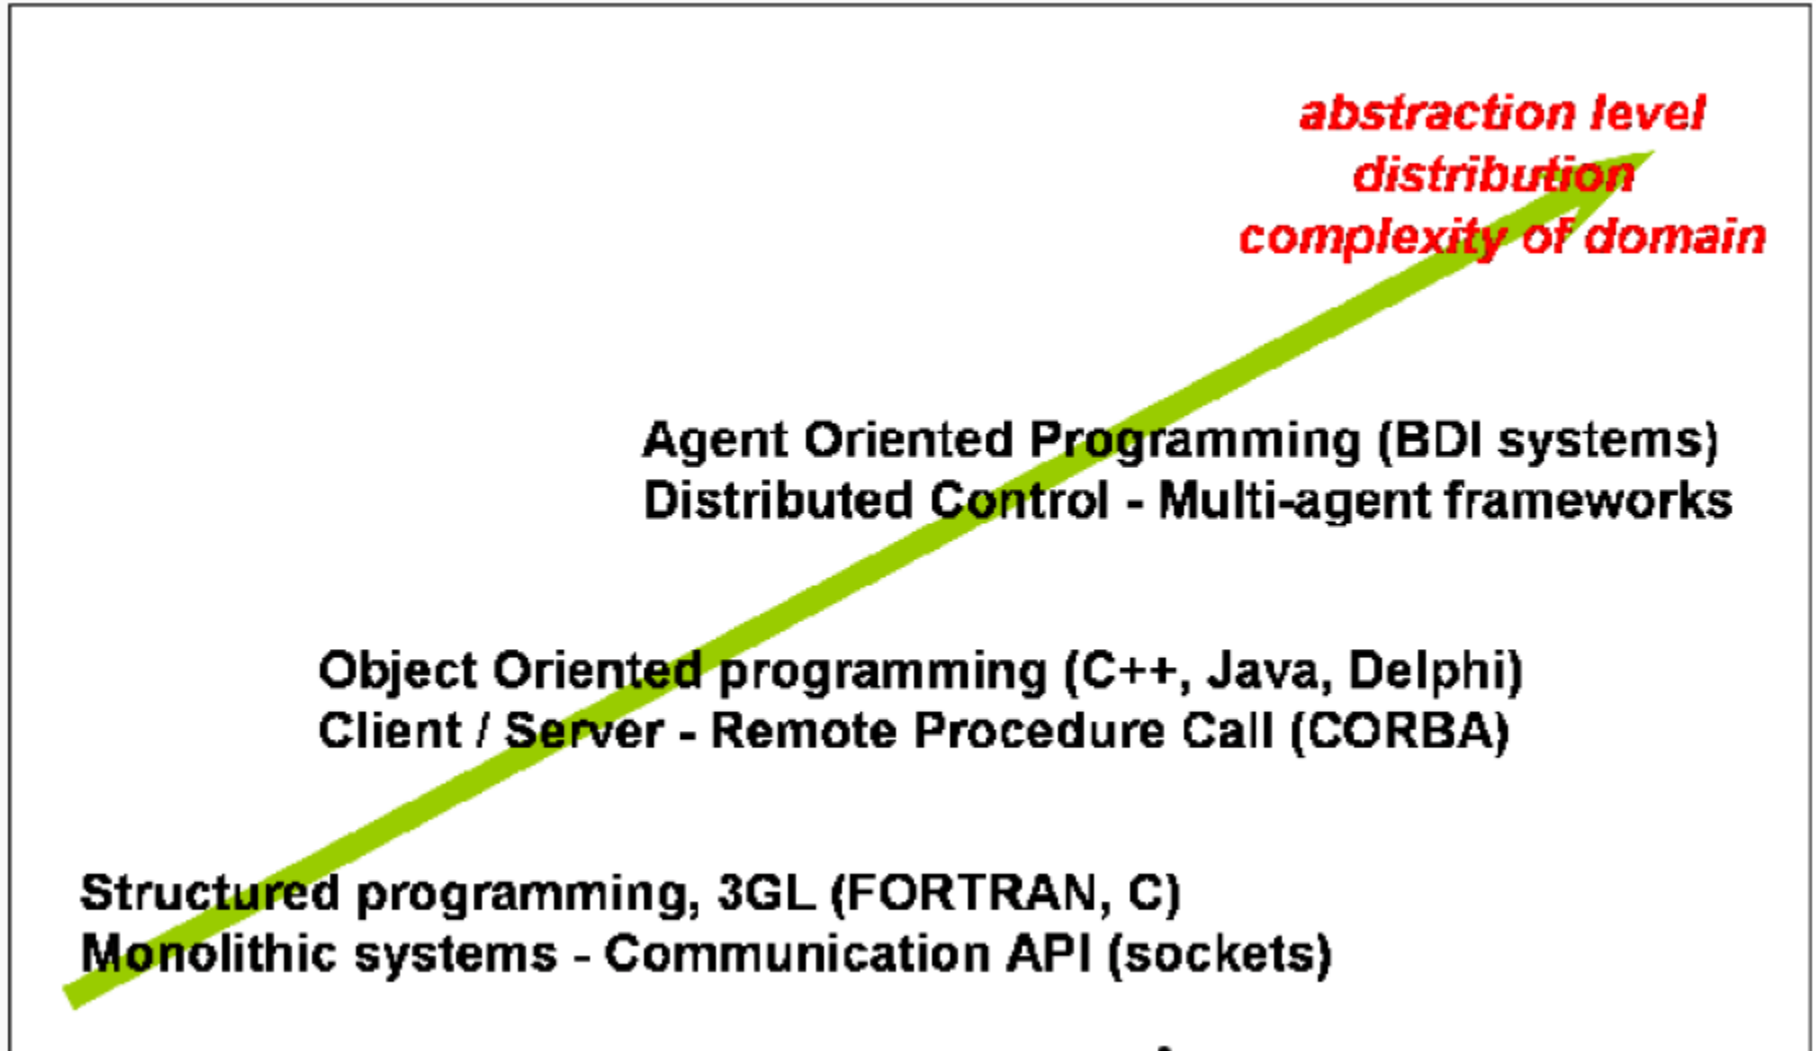 abstraction level
distribution
complexity of domain
Agent Oriented Programming (BDI systems)
Distributed Control - Multi-agent frameworks
Object Oriented programming (C++, Java, Delphi)
Client / Server - Remote Procedure Call (CORBA)
Structured programming, 3GL (FORTRAN, C)
Monolithic systems - Communication API (sockets)